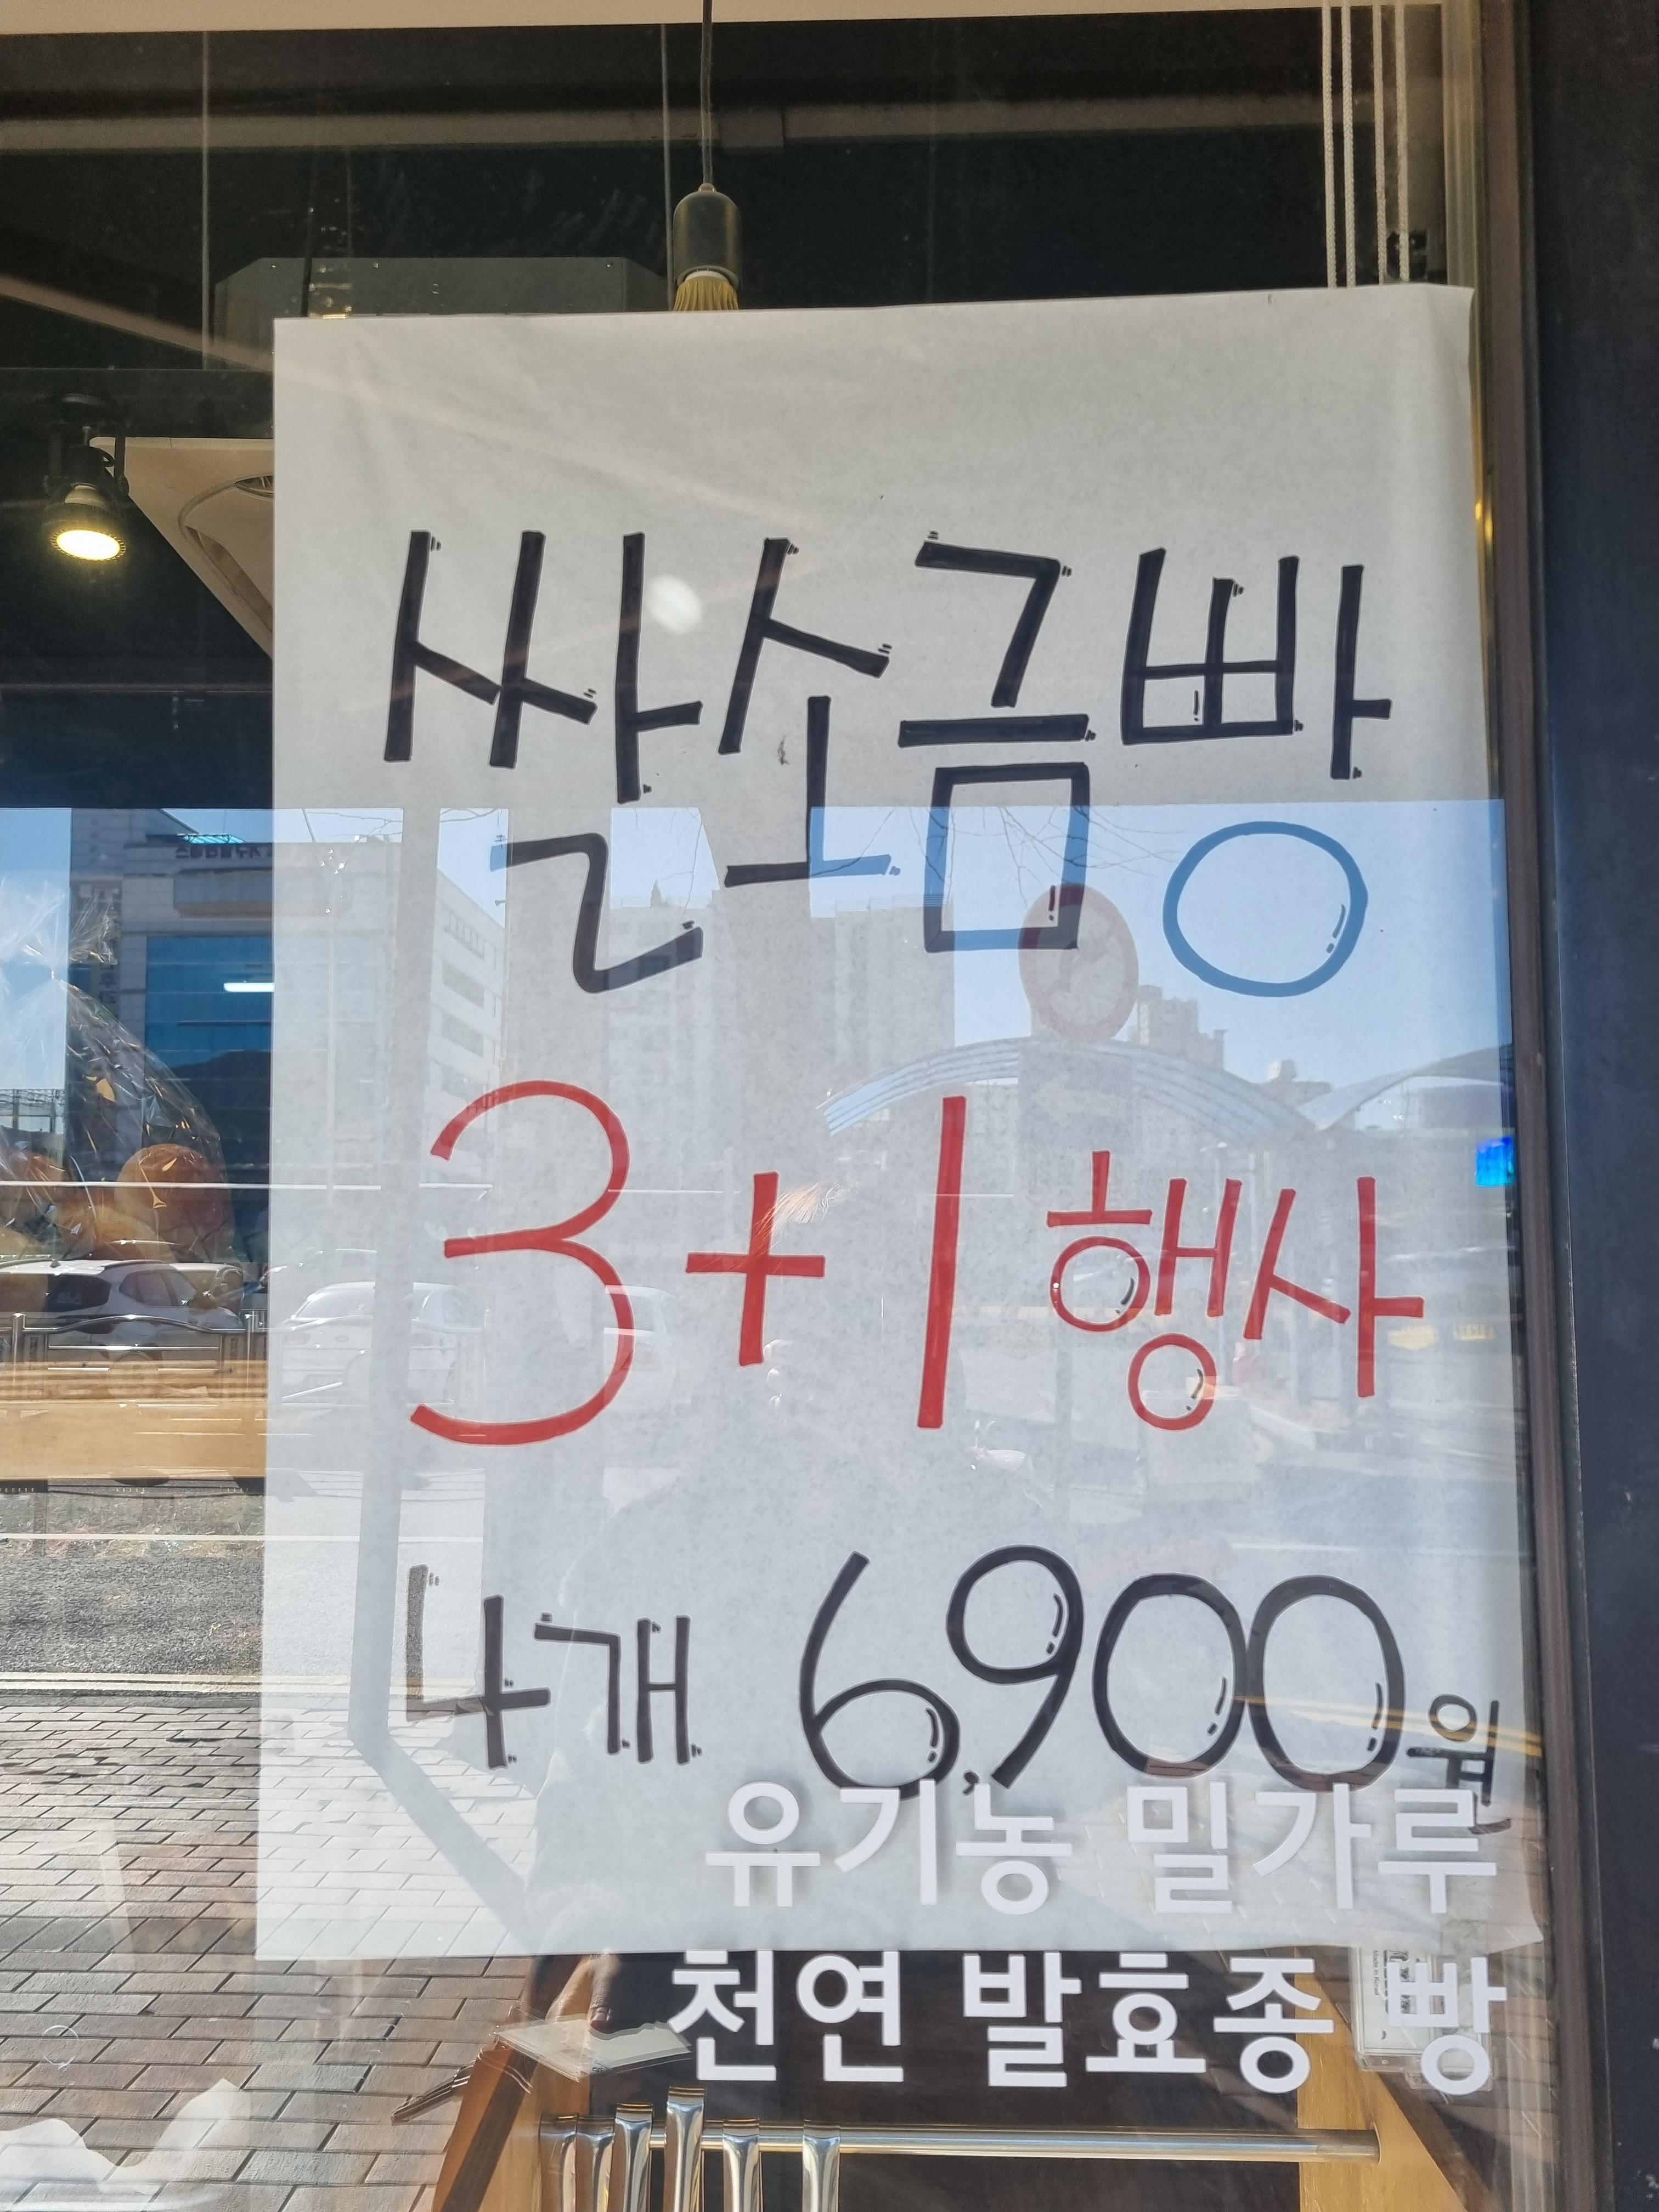 쌀소금빵
3+1 행사
4개 6,900원
유기농 밀가루
천연 발효종 빵